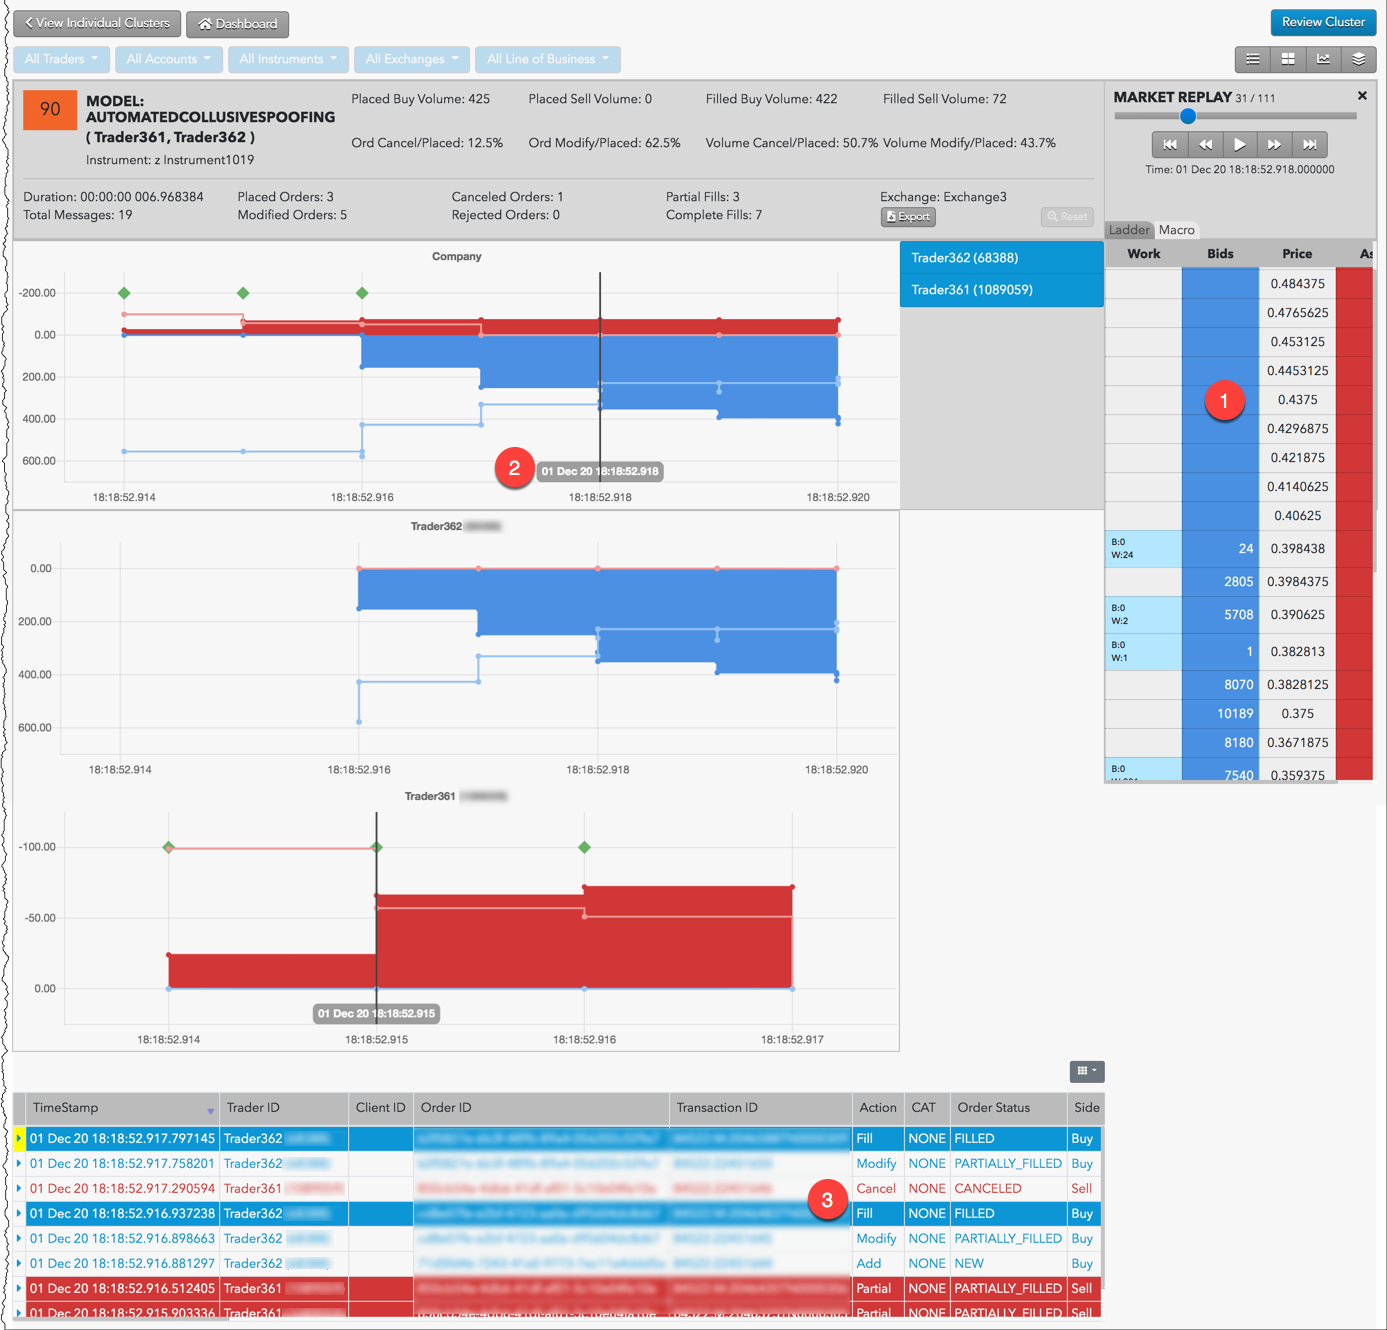 View Individual Clusters
Dashboard
Review Cluster
All Traders
All Accounts
All Instruments
All Exchanges
All Line of Business
90
MODEL:
AUTOMATEDCOLLUSIVESPOOFING
( Trader361, Trader362 )
Instrument: z Instrument1019
Placed Buy Volume: 425
Placed Sell Volume: 0
Filled Buy Volume: 422
Filled Sell Volume: 72
Ord Cancel/Placed: 12.5%
Ord Modify/Placed: 62.5%
Volume Cancel/Placed: 50.7%
Volume Modify/Placed: 43.7%
Duration: 00:00:00 006.968384
Placed Orders: 3
Canceled Orders: 1
Partial Fills: 3
Exchange: Exchange3
Total Messages: 19
Modified Orders: 5
Rejected Orders: 0
Complete Fills: 7
Export
Reset
MARKET REPLAY 31 / 111
Time: 01 Dec 20 18:18:52.918.000000
Ladder
Macro
Work Bids Price As
0.484375
0.4765625
0.453125
0.4453125
0.4375
1
0.4296875
0.421875
0.4140625
0.40625
B:0
W:24
24 0.398438
2805 0.3984375
B:0
W:2
5708 0.390625
B:0
W:1
1 0.382813
8070 0.3828125
10189 0.375
8180 0.3671875
B:0
7540 0.359375
Company
Trader362 (68388)
Trader361 (1089059)
-200.00
0.00
200.00
400.00
600.00
2
01 Dec 20 18:18:52.918
18:18:52.914
18:18:52.916
18:18:52.918
18:18:52.920
Trader362
0.00
200.00
400.00
600.00
18:18:52.914
18:18:52.916
18:18:52.918
18:18:52.920
Trader361
-100.00
-50.00
0.00
01 Dec 20 18:18:52.915
18:18:52.914
18:18:52.915
18:18:52.916
18:18:52.917
TimeStamp Trader ID Client ID Order ID Transaction ID Action CAT Order Status Side
01 Dec 20 18:18:52.917.797145 Trader362 Fill NONE FILLED Buy
01 Dec 20 18:18:52.917.758201 Trader362 Modify NONE PARTIALLY_FILLED Buy
01 Dec 20 18:18:52.917.290594 Trader361 Cancel NONE CANCELED Sell
3
01 Dec 20 18:18:52.916.937238 Trader362 Fill NONE FILLED Buy
01 Dec 20 18:18:52.916.898663 Trader362 Modify NONE PARTIALLY_FILLED Buy
01 Dec 20 18:18:52.916.881297 Trader362 Add NONE NEW Buy
01 Dec 20 18:18:52.916.512405 Trader361 Partial NONE PARTIALLY_FILLED Sell
01 Dec 20 18:18:52.915.903336 Trader361 Partial NONE PARTIALLY_FILLED Sell